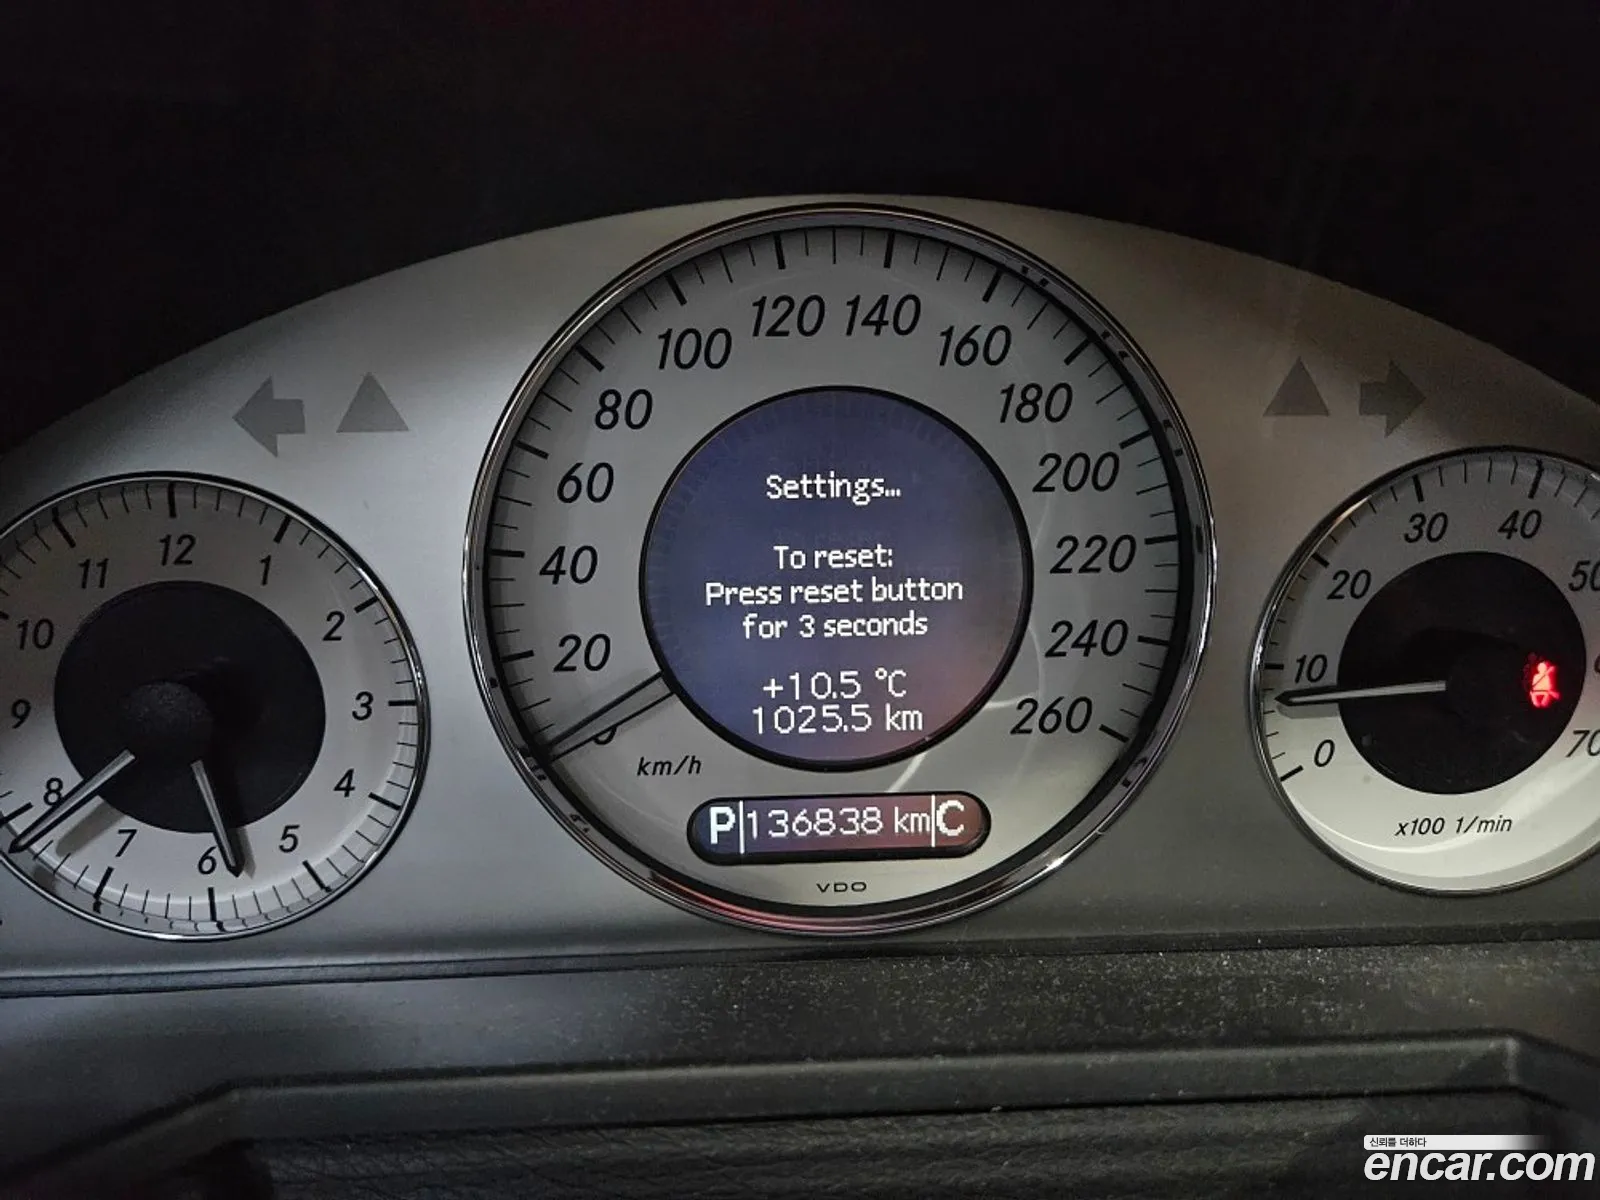 12
1
2
3
4
5
6
7
8
9
10
11
20
40
60
80
100
120
140
160
180
200
220
240
260
km/h
Settings...
To reset:
Press reset button
for 3 seconds
+10.5 °C
1025.5 km
P 136838 km C
VDO
0
10
20
30
40
50
70
x100 1/min
신뢰를 더하다
encar.com